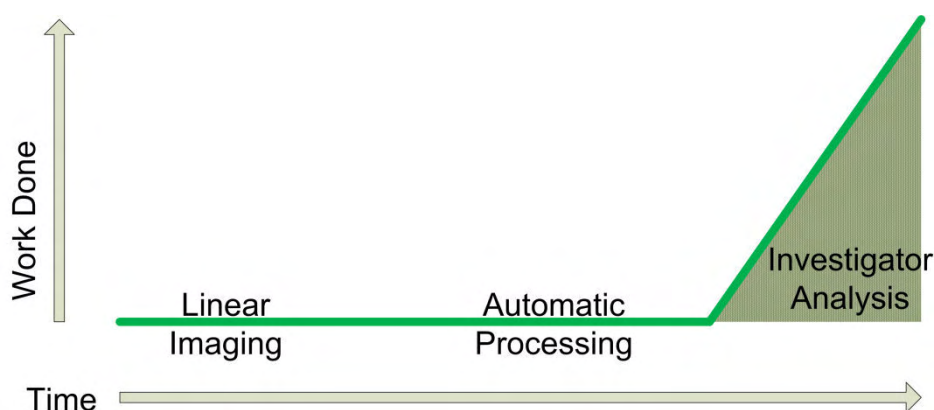 Work Done
Linear
Imaging
Automatic
Processing
Investigator
Analysis
Time